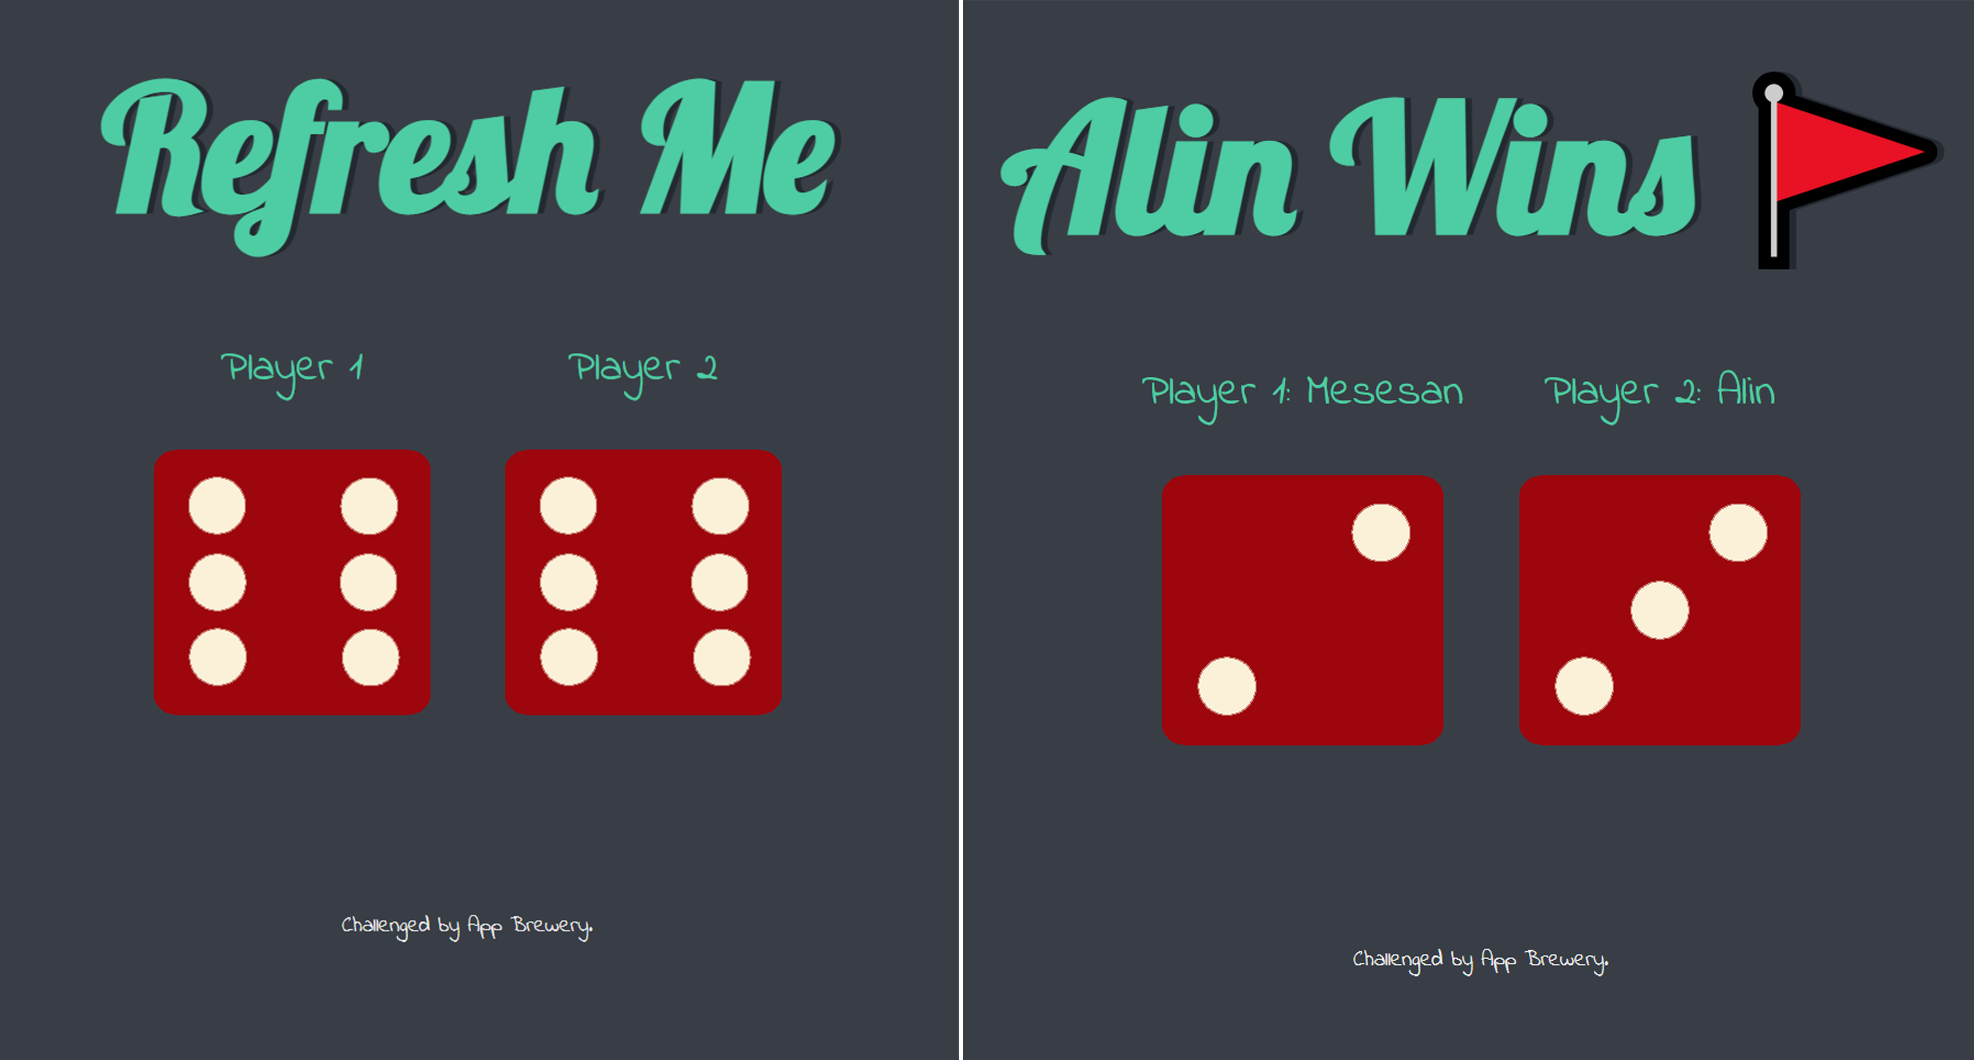 Refresh Me
Player 1
Player 2
Challenged by App Brewery.
Alin Wins
Player 1: Mesesan
Player 2: Alin
Challenged by App Brewery.